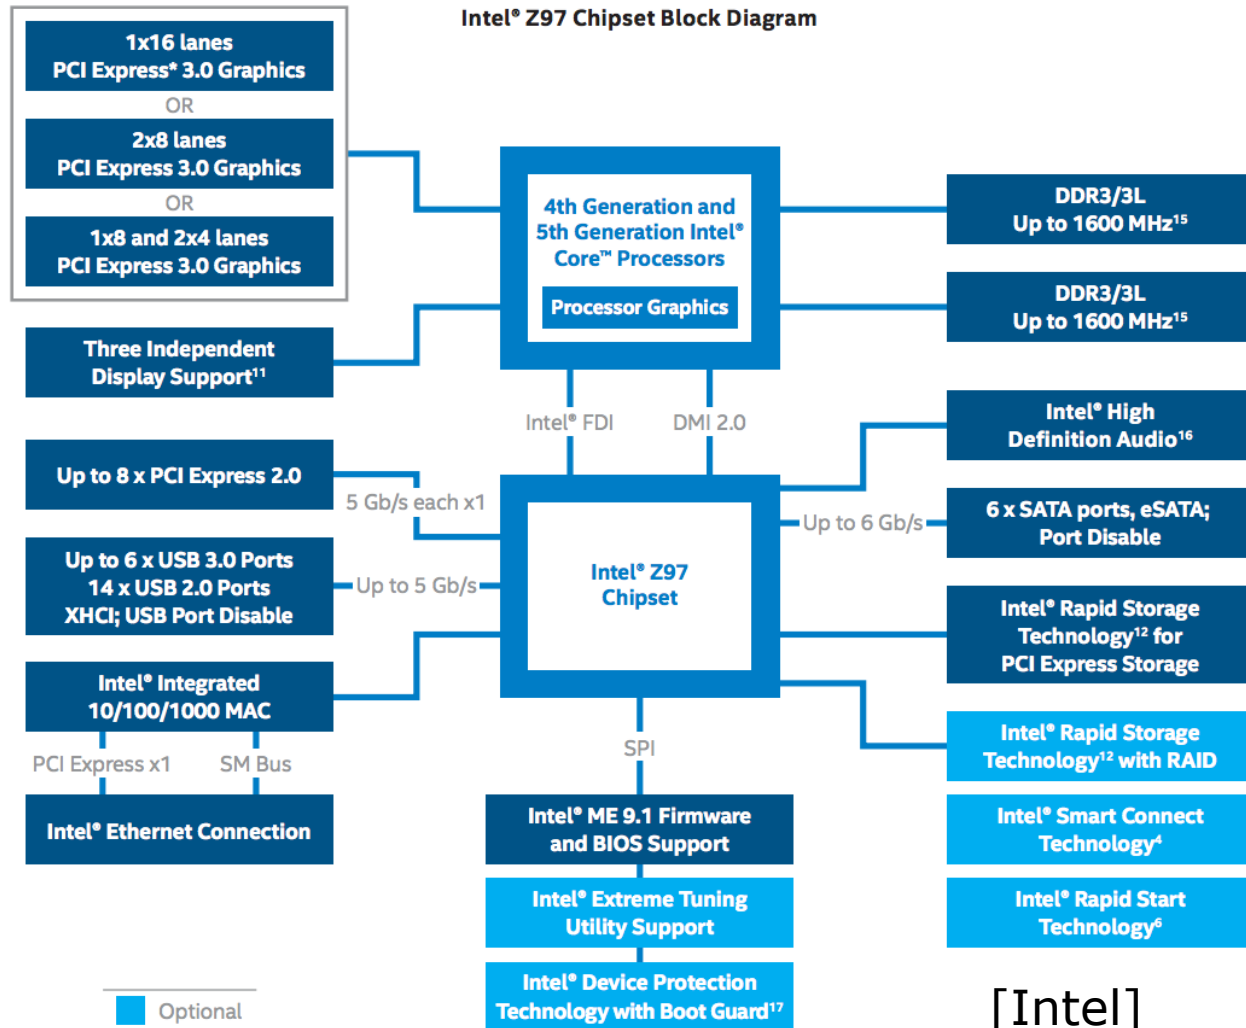 Intel® Z97 Chipset Block Diagram
1x16 lanes
PCI Express* 3.0 Graphics
OR
2x8 lanes
PCI Express 3.0 Graphics
OR
1x8 and 2x4 lanes
PCI Express 3.0 Graphics
Three Independent
Display Support¹¹
4th Generation and
5th Generation Intel®
Core™ Processors
Processor Graphics
DDR3/3L
Up to 1600 MHz¹⁵
DDR3/3L
Up to 1600 MHz¹⁵
Intel® FDI
DMI 2.0
Up to 8 x PCI Express 2.0
5 Gb/s each x1
Up to 6 x USB 3.0 Ports
14 x USB 2.0 Ports
XHCI; USB Port Disable
Up to 5 Gb/s
Intel® Integrated
10/100/1000 MAC
PCI Express x1
SM Bus
Intel® Ethernet Connection
Intel® Z97
Chipset
Intel® High
Definition Audio¹⁶
Up to 6 Gb/s
6 x SATA ports, eSATA;
Port Disable
Intel® Rapid Storage
Technology¹² for
PCI Express Storage
Intel® Rapid Storage
Technology¹² with RAID
Intel® Smart Connect
Technology⁴
Intel® Rapid Start
Technology⁶
SPI
Intel® ME 9.1 Firmware
and BIOS Support
Intel® Extreme Tuning
Utility Support
Intel® Device Protection
Technology with Boot Guard¹⁷
Optional
[Intel]